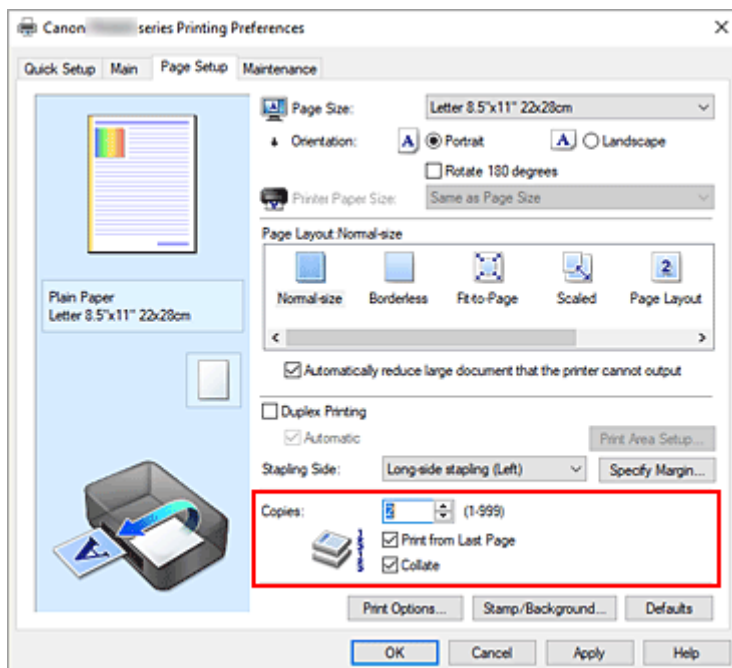 Canon series Printing Preferences
Quick Setup Main Page Setup Maintenance
Page Size: Letter 8.5"x11" 22x28cm
Orientation: A Portrait A Landscape
Rotate 180 degrees
Printer Paper Size: Same as Page Size
Page Layout:Normal-size
2
Normal-size Borderless Fit-to-Page Scaled Page Layout
Plain Paper
Letter 8.5"x11" 22x28cm
Automatically reduce large document that the printer cannot output
Duplex Printing
Automatic
Print Area Setup...
Stapling Side: Long-side stapling (Left) Specify Margin...
Copies: 2 (1-999)
Print from Last Page
Collate
A
Print Options... Stamp/Background... Defaults
OK Cancel Apply Help